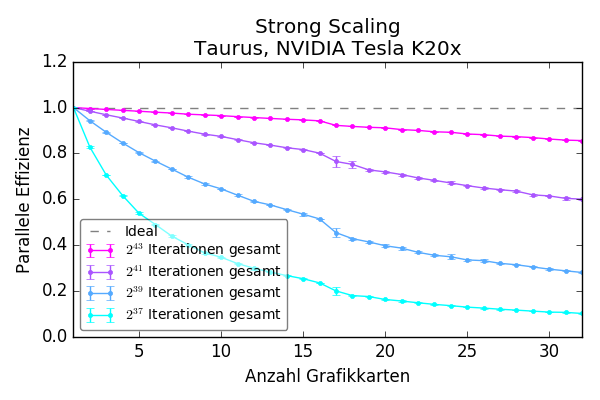 Strong Scaling
Taurus, NVIDIA Tesla K20x
1.2
1.0
0.8
0.6
0.4
0.2
0.0
Parallele Effizienz
Ideal
2^43 Iterationen gesamt
2^41 Iterationen gesamt
2^39 Iterationen gesamt
2^37 Iterationen gesamt
5 10 15 20 25 30
Anzahl Grafikkarten